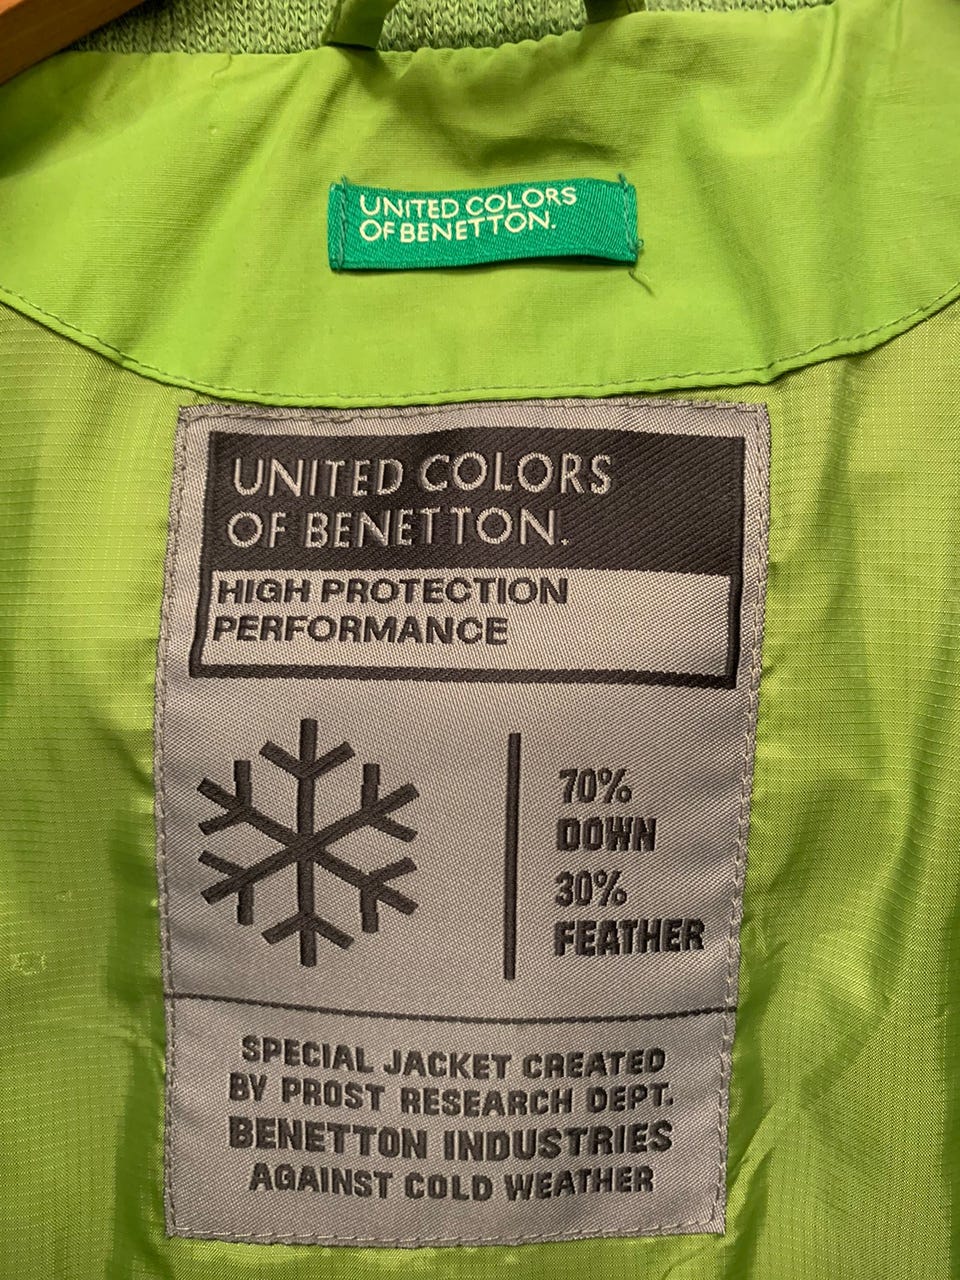 UNITED COLORS
OF BENETTON.
UNITED COLORS
OF BENETTON.
HIGH PROTECTION
PERFORMANCE
70%
DOWN
30%
FEATHER
SPECIAL JACKET CREATED
BY PROST RESEARCH DEPT.
BENETTON INDUSTRIES
AGAINST COLD WEATHER